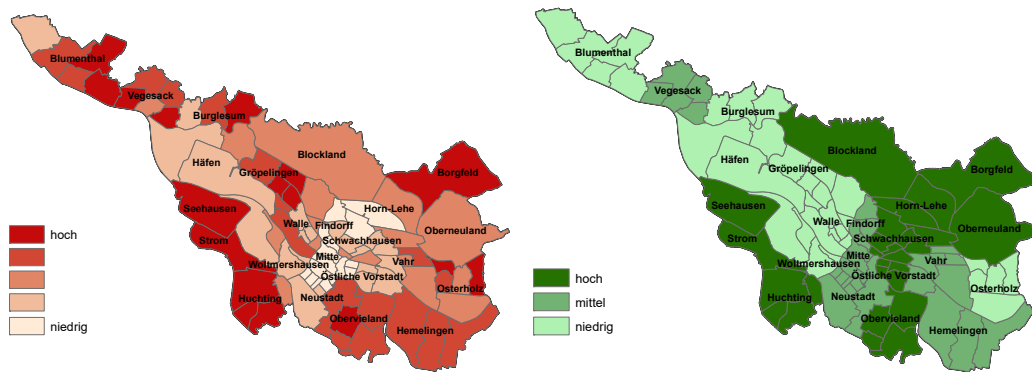 Blumenthal
Vegesack
Burglesum
Blockland
Häfen
Gröpelingen
Borgfeld
Seehausen
Horn-Lehe
Walle
Findorff
Oberneuland
Strom
Schwachhausen
Mitte
Woltmershausen
Vahr
Östliche Vorstadt
Osterholz
Huchting
Neustadt
Obervieland
Hemelingen
hoch
niedrig
Blumenthal
Vegesack
Burglesum
Blockland
Häfen
Gröpelingen
Borgfeld
Seehausen
Horn-Lehe
Walle
Findorff
Oberneuland
Strom
Schwachhausen
Mitte
Woltmershausen
Vahr
Östliche Vorstadt
Osterholz
Huchting
Neustadt
Obervieland
Hemelingen
hoch
mittel
niedrig